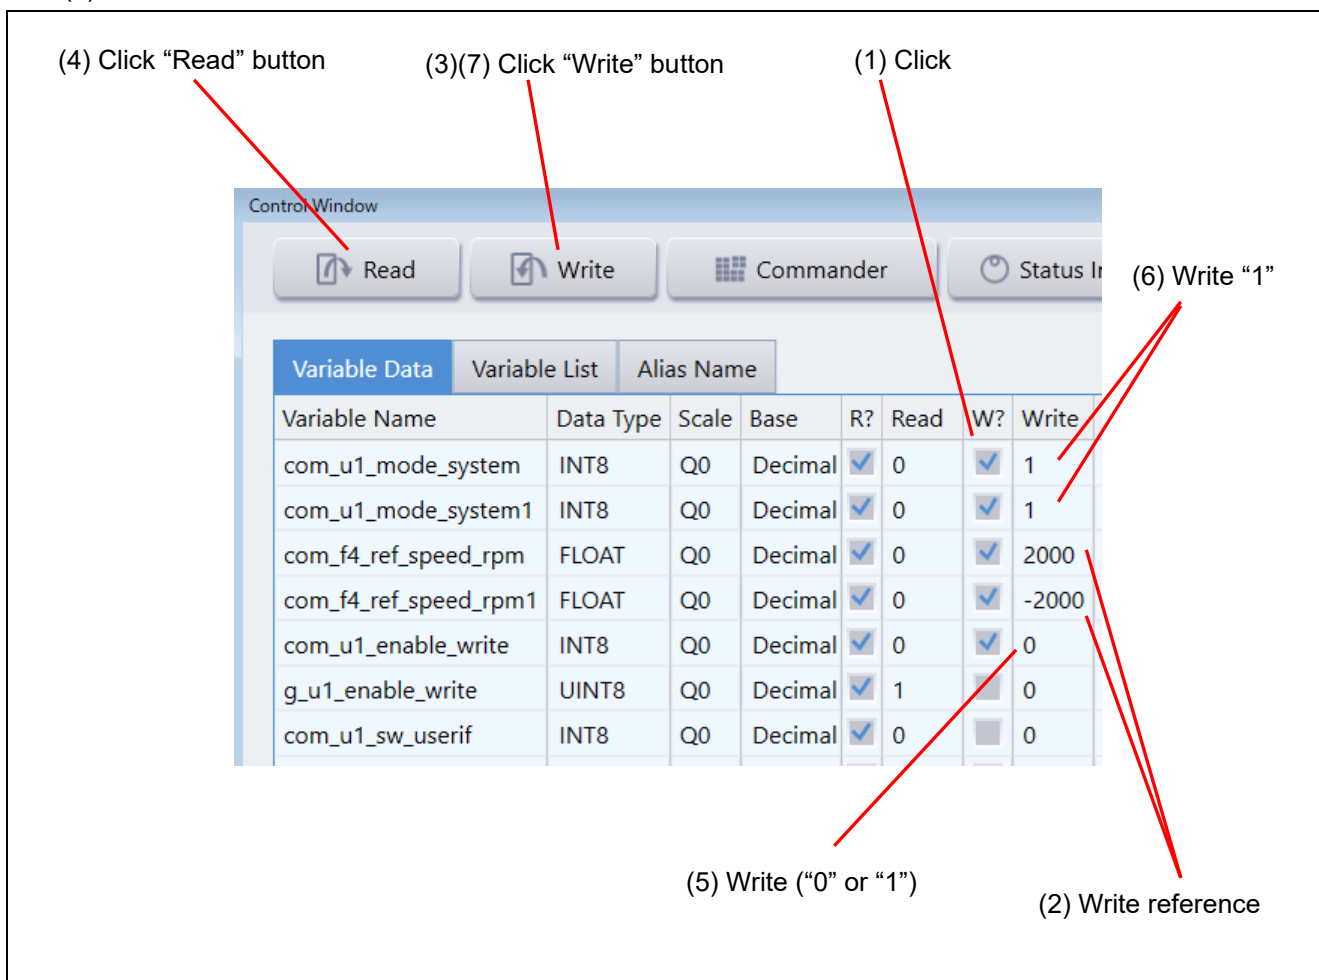 (4) Click “Read” button
(3)(7) Click “Write” button
(1) Click
Control Window
Read
Write
Commander
Status
(6) Write “1”
Variable Data
Variable List
Alias Name
Variable Name Data Type Scale Base R? Read W? Write
com_u1_mode_system INT8 Q0 Decimal 0 1
com_u1_mode_system1 INT8 Q0 Decimal 0 1
com_f4_ref_speed_rpm FLOAT Q0 Decimal 0 2000
com_f4_ref_speed_rpm1 FLOAT Q0 Decimal 0 -2000
com_u1_enable_write INT8 Q0 Decimal 0 0
g_u1_enable_write UINT8 Q0 Decimal 1 0
com_u1_sw_userif INT8 Q0 Decimal 0 0
(5) Write (“0” or “1”)
(2) Write reference